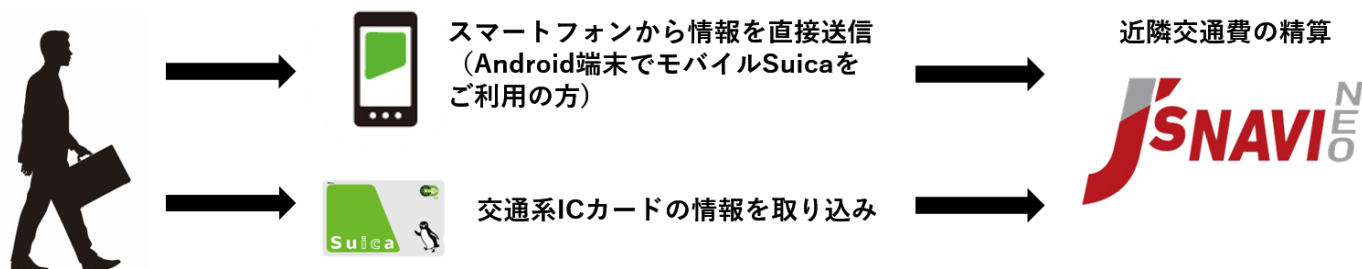 スマートフォンから情報を直接送信
（Android端末でモバイルSuicaを
ご利用の方）
近隣交通費の精算
J'SNAVI NEO
Suica
交通系ICカードの情報を取り込み